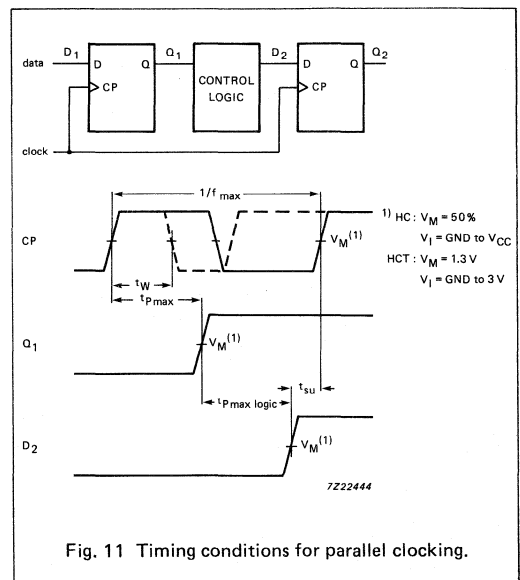 data D1 D Q Q1 CONTROL LOGIC D2 D Q Q2
CP CP
clock
1/f max
CP VM(1)
1) HC : VM = 50%
VI = GND to VCC
HCT : VM = 1.3 V
VI = GND to 3 V
tW
tPmax
Q1 VM(1)
tsu
tPmax logic
D2 VM(1)
7Z22444
Fig. 11 Timing conditions for parallel clocking.